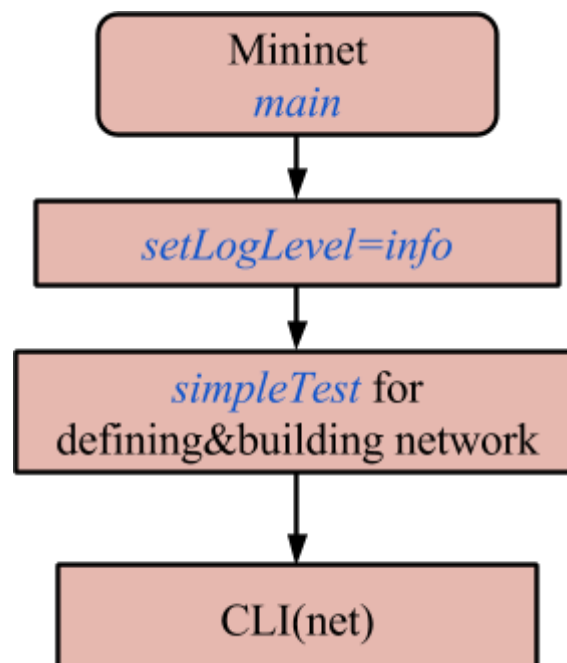 Mininet
main
setLogLevel=info
simpleTest for
defining&building network
CLI(net)